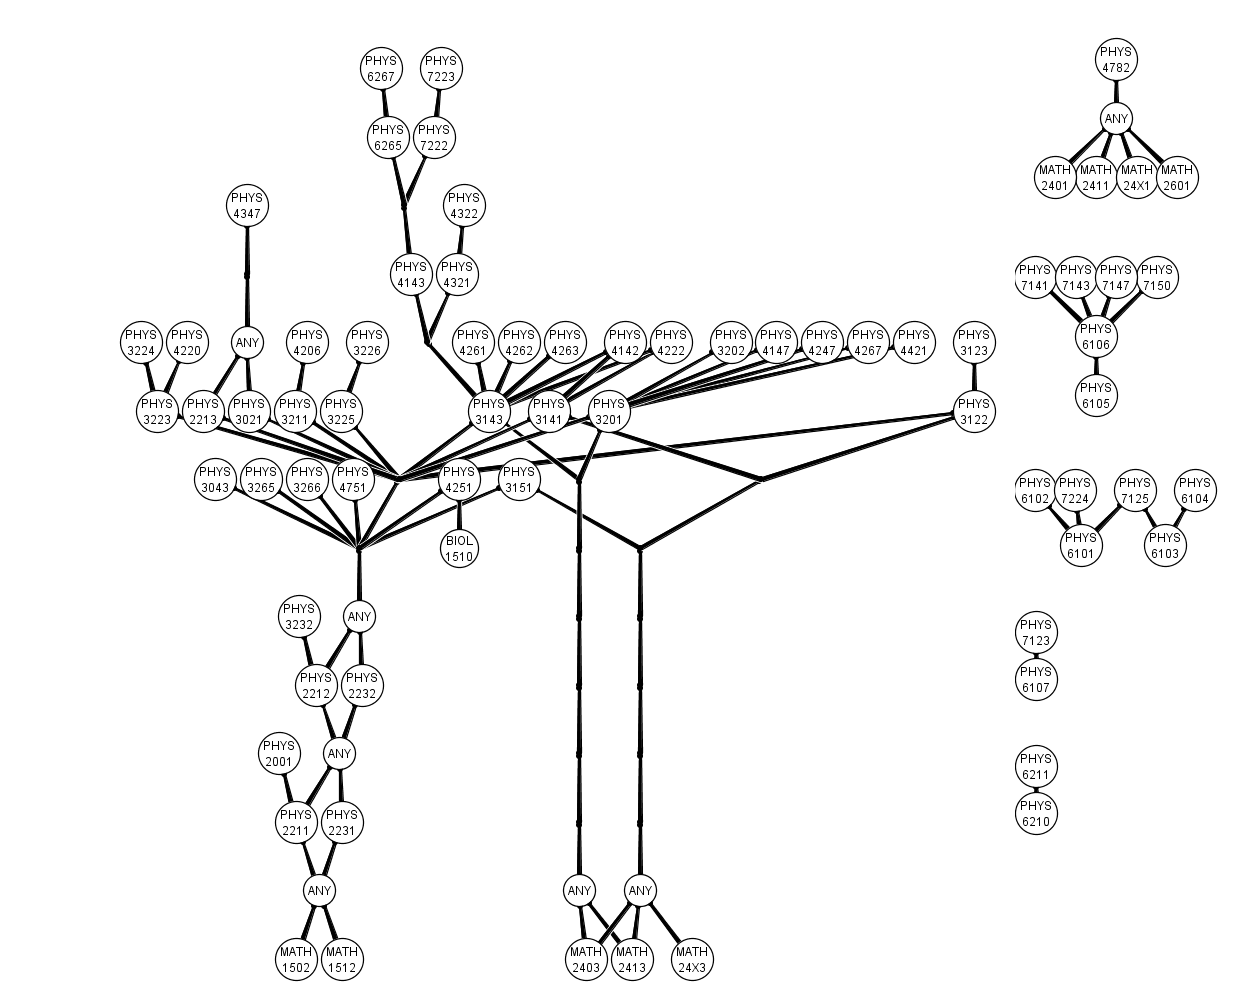 PHYS
6267
PHYS
7223
PHYS
4782
ANY
PHYS
6265
PHYS
7222
MATH
2401
MATH
2411
MATH
24X1
MATH
2601
PHYS
4347
PHYS
4322
PHYS
4143
PHYS
4321
PHYS
7141
PHYS
7143
PHYS
7147
PHYS
7150
PHYS
3224
PHYS
4220
ANY
PHYS
4206
PHYS
3226
PHYS
4261
PHYS
4262
PHYS
4263
PHYS
4142
PHYS
4222
PHYS
3202
PHYS
4147
PHYS
4247
PHYS
4267
PHYS
4421
PHYS
3123
PHYS
6106
PHYS
6105
PHYS
3223
PHYS
2213
PHYS
3021
PHYS
3211
PHYS
3225
PHYS
3143
PHYS
3141
PHYS
3201
PHYS
3122
PHYS
3043
PHYS
3265
PHYS
3266
PHYS
4751
PHYS
4251
PHYS
3151
PHYS
6102
PHYS
7224
PHYS
7125
PHYS
6104
BIOL
1510
PHYS
6101
PHYS
6103
PHYS
3232
ANY
PHYS
7123
PHYS
2212
PHYS
2232
PHYS
6107
PHYS
2001
ANY
PHYS
6211
PHYS
2211
PHYS
2231
PHYS
6210
ANY
ANY
ANY
MATH
1502
MATH
1512
MATH
2403
MATH
2413
MATH
24X3